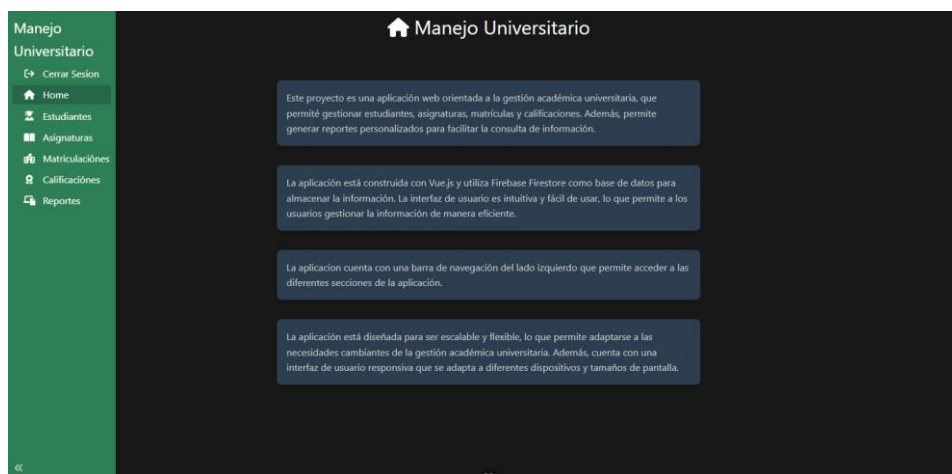 Manejo
Universitario
Cerrar Sesion
Home
Estudiantes
Asignaturas
Matriculaciónes
Calificaciónes
Reportes
Manejo Universitario
Este proyecto es una aplicación web orientada a la gestión académica universitaria, que
permité gestionar estudiantes, asignaturas, matrículas y calificaciones. Además, permite
generar reportes personalizados para facilitar la consulta de información.
La aplicación está construida con Vue.js y utiliza Firebase Firestore como base de datos para
almacenar la información. La interfaz de usuario es intuitiva y fácil de usar, lo que permite a los
usuarios gestionar la información de manera eficiente.
La aplicacion cuenta con una barra de navegación del lado izquierdo que permite acceder a las
diferentes secciones de la aplicación.
La aplicación está diseñada para ser escalable y flexible, lo que permite adaptarse a las
necesidades cambiantes de la gestión académica universitaria. Además, cuenta con una
interfaz de usuario responsiva que se adapta a diferentes dispositivos y tamaños de pantalla.